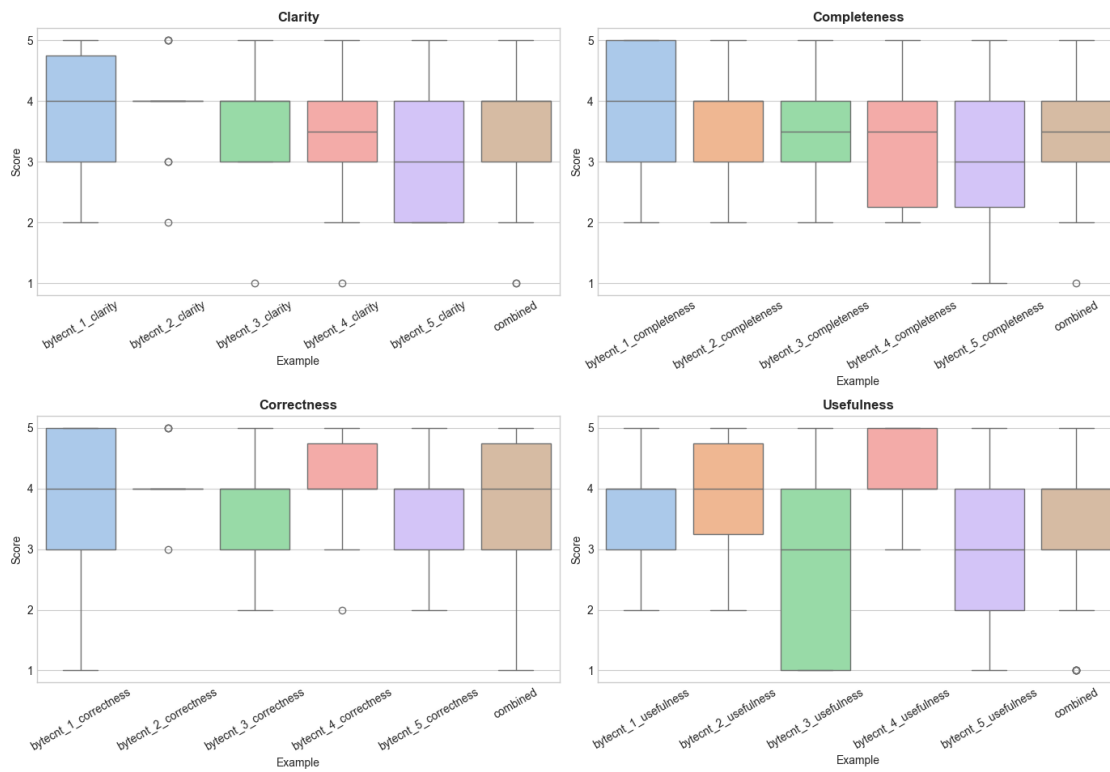 Clarity
5
4
3
2
1
Score
bytecnt_1_clarity
bytecnt_2_clarity
bytecnt_3_clarity
bytecnt_4_clarity
bytecnt_5_clarity
combined
Example
Completeness
5
4
3
2
1
Score
bytecnt_1_completeness
bytecnt_2_completeness
bytecnt_3_completeness
bytecnt_4_completeness
bytecnt_5_completeness
combined
Example
Correctness
5
4
3
2
1
Score
bytecnt_1_correctness
bytecnt_2_correctness
bytecnt_3_correctness
bytecnt_4_correctness
bytecnt_5_correctness
combined
Example
Usefulness
5
4
3
2
1
Score
bytecnt_1_usefulness
bytecnt_2_usefulness
bytecnt_3_usefulness
bytecnt_4_usefulness
bytecnt_5_usefulness
combined
Example